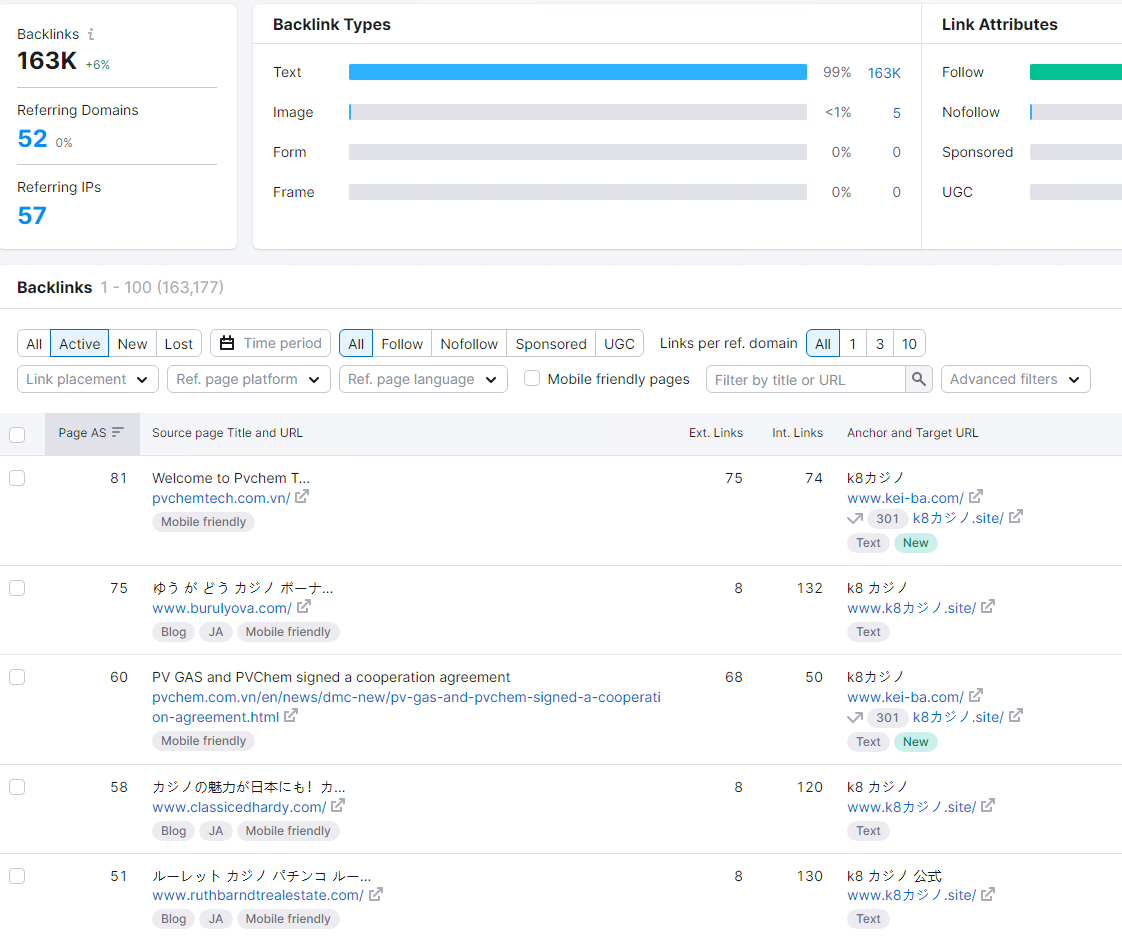 Backlinks i
163K +6%
Referring Domains
52 0%
Referring IPs
57
Backlink Types
Text 99% 163K
Image <1% 5
Form 0% 0
Frame 0% 0
Link Attributes
Follow
Nofollow
Sponsored
UGC
Backlinks 1 - 100 (163,177)
All Active New Lost Time period All Follow Nofollow Sponsored UGC Links per ref. domain All 1 3 10
Link placement Ref. page platform Ref. page language Mobile friendly pages Filter by title or URL Advanced filters
Page AS Source page Title and URL Ext. Links Int. Links Anchor and Target URL
81 Welcome to Pvchem T... 75 74 k8カジノ
pvchemtech.com.vn/ www.kei-ba.com/
Mobile friendly 301 k8カジノ.site/
Text New
75 ゆう が どう カジノ ボーナ... 8 132 k8 カジノ
www.burulyova.com/ www.k8カジノ.site/
Blog JA Mobile friendly Text
60 PV GAS and PVChem signed a cooperation agreement 68 50 k8カジノ
pvchem.com.vn/en/news/dmc-new/pv-gas-and-pvchem-signed-a-cooperati www.kei-ba.com/
on-agreement.html 301 k8カジノ.site/
Mobile friendly Text New
58 カジノの魅力が日本にも！カ... 8 120 k8 カジノ
www.classicedhardy.com/ www.k8カジノ.site/
Blog JA Mobile friendly Text
51 ルーレット カジノ パチンコ ルー... 8 130 k8 カジノ 公式
www.ruthbarndtrealestate.com/ www.k8カジノ.site/
Blog JA Mobile friendly Text